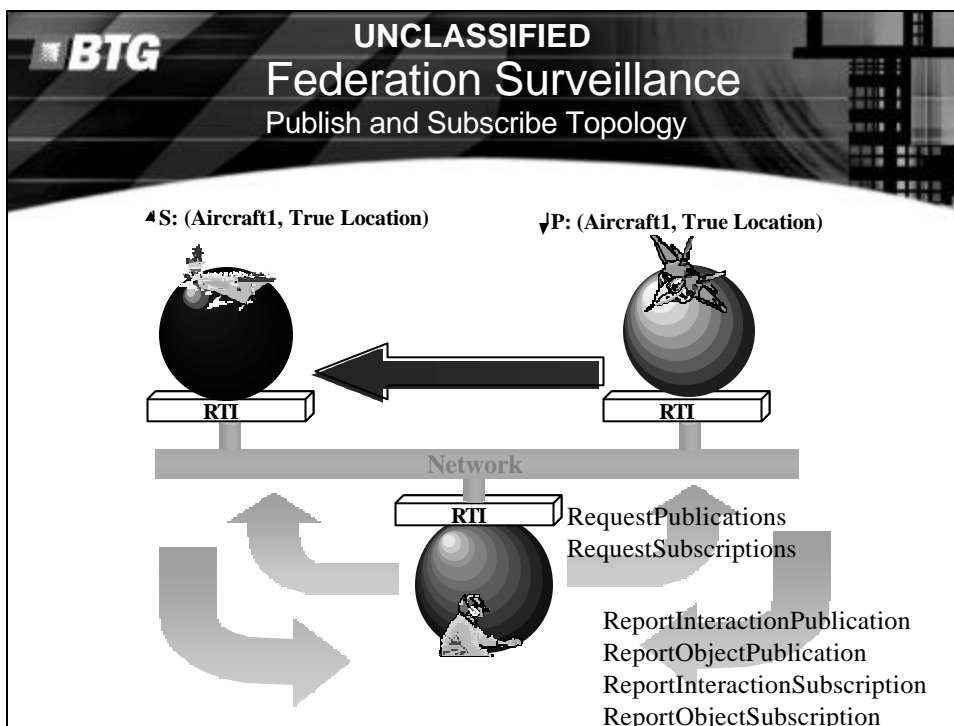 BTG
UNCLASSIFIED
Federation Surveillance
Publish and Subscribe Topology
S: (Aircraft1, True Location)
P: (Aircraft1, True Location)
RTI
RTI
Network
RTI
RequestPublications
RequestSubscriptions
ReportInteractionPublication
ReportObjectPublication
ReportInteractionSubscription
ReportObjectSubscription